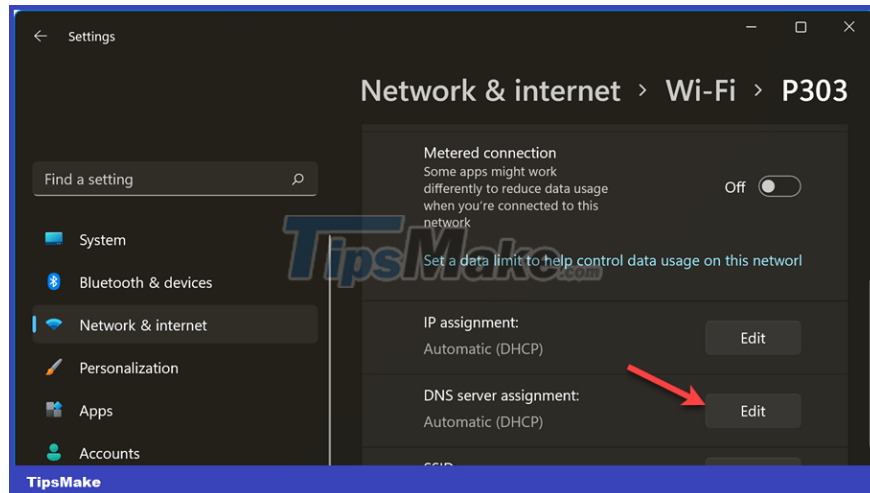 Settings
Network & internet > Wi-Fi > P303
Find a setting
System
Bluetooth & devices
Network & internet
Personalization
Apps
Accounts
Metered connection
Some apps might work
differently to reduce data usage
when you're connected to this
network
Off
Set a data limit to help control data usage on this networl
IP assignment:
Automatic (DHCP)
Edit
DNS server assignment:
Automatic (DHCP)
Edit
TipsMake.com
TipsMake